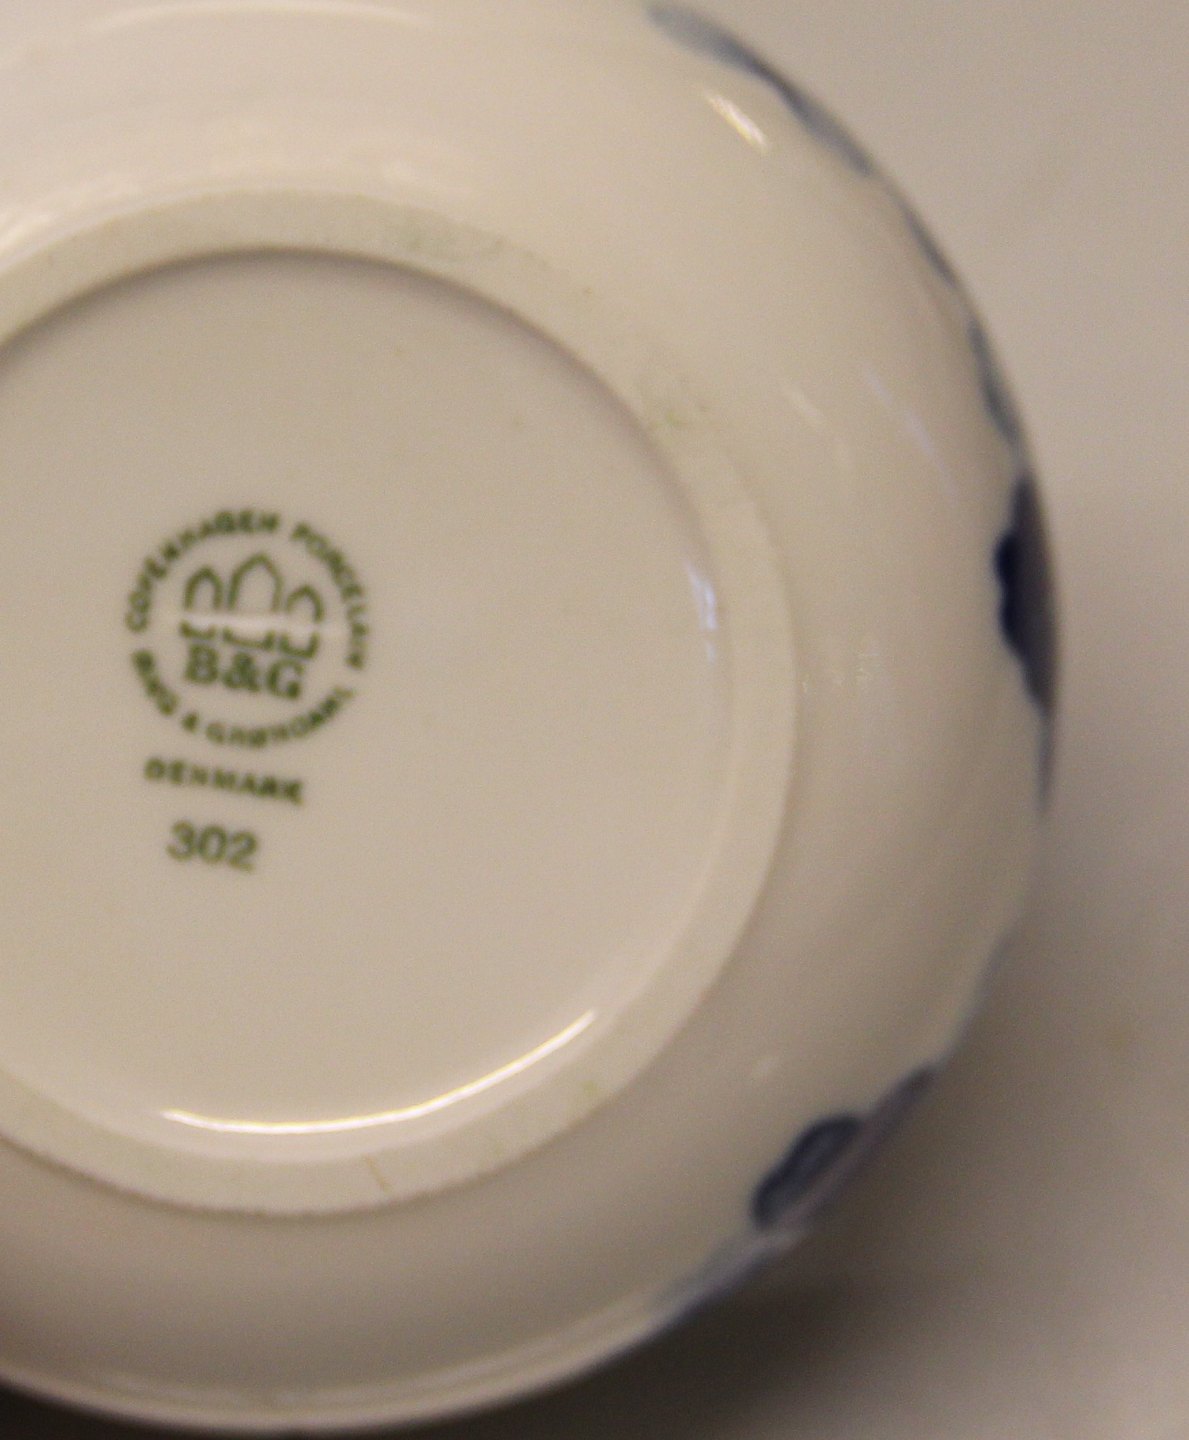 COPENHAGEN PORCELAIN
B&G
BING & GRØNDAHL
DENMARK
302